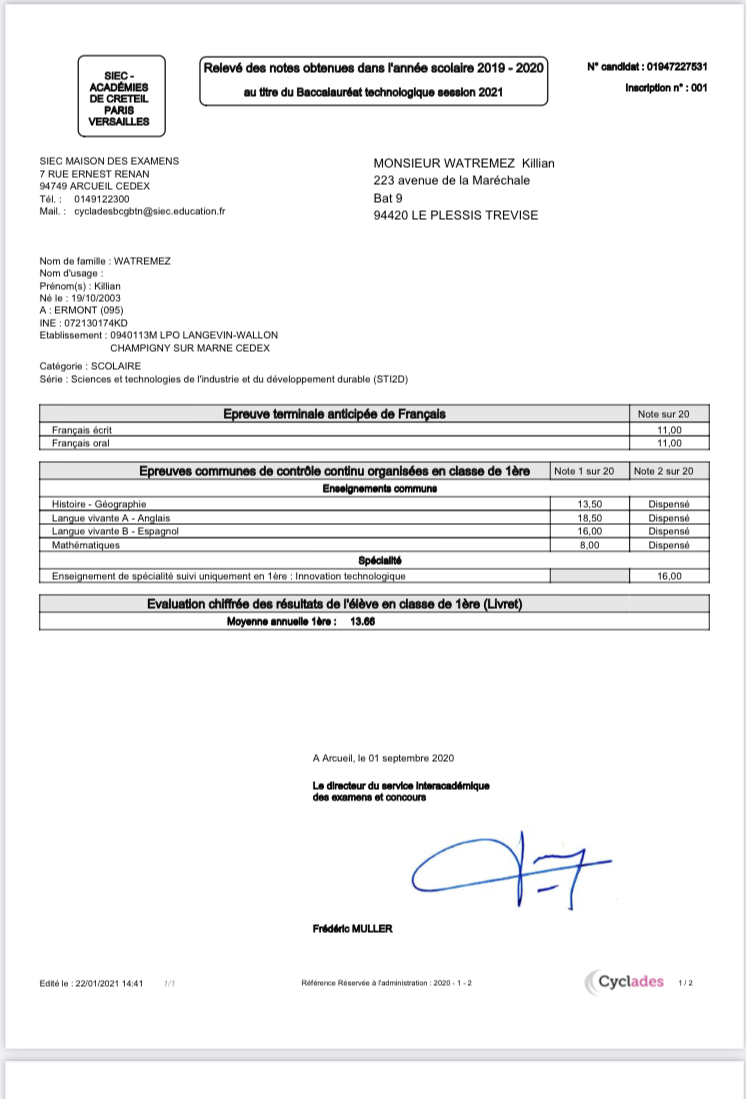 SIEC -
ACADÉMIES
DE CRETEIL
PARIS
VERSAILLES
Relevé des notes obtenues dans l'année scolaire 2019 - 2020
au titre du Baccalauréat technologique session 2021
N° candidat : 01947227531
Inscription n° : 001
SIEC MAISON DES EXAMENS
7 RUE ERNEST RENAN
94749 ARCUEIL CEDEX
Tél. : 0149122300
Mail. : cycladesbcgbtn@siec.education.fr
MONSIEUR WATREMEZ Killian
223 avenue de la Maréchale
Bat 9
94420 LE PLESSIS TREVISE
Nom de famille : WATREMEZ
Nom d'usage :
Prénom(s) : Killian
Né le : 19/10/2003
A : ERMONT (095)
INE : 072130174KD
Etablissement : 0940113M LPO LANGEVIN-WALLON
CHAMPIGNY SUR MARNE CEDEX
Catégorie : SCOLAIRE
Série : Sciences et technologies de l'industrie et du développement durable (STI2D)
Epreuve terminale anticipée de Français Note sur 20
Français écrit 11,00
Français oral 11,00
Epreuves communes de contrôle continu organisées en classe de 1ère Note 1 sur 20 Note 2 sur 20
Enseignements communs
Histoire - Géographie 13,50 Dispensé
Langue vivante A - Anglais 18,50 Dispensé
Langue vivante B - Espagnol 16,00 Dispensé
Mathématiques 8,00 Dispensé
Spécialité
Enseignement de spécialité suivi uniquement en 1ère : Innovation technologique 16,00
Evaluation chiffrée des résultats de l'élève en classe de 1ère (Livret)
Moyenne annuelle 1ère : 13.66
A Arcueil, le 01 septembre 2020
Le directeur du service interacadémique
des examens et concours
Frédéric MULLER
Edité le : 22/01/2021 14:41 1/1
Référence Réservée à l'administration : 2020 - 1 - 2
Cyclades 1 / 2